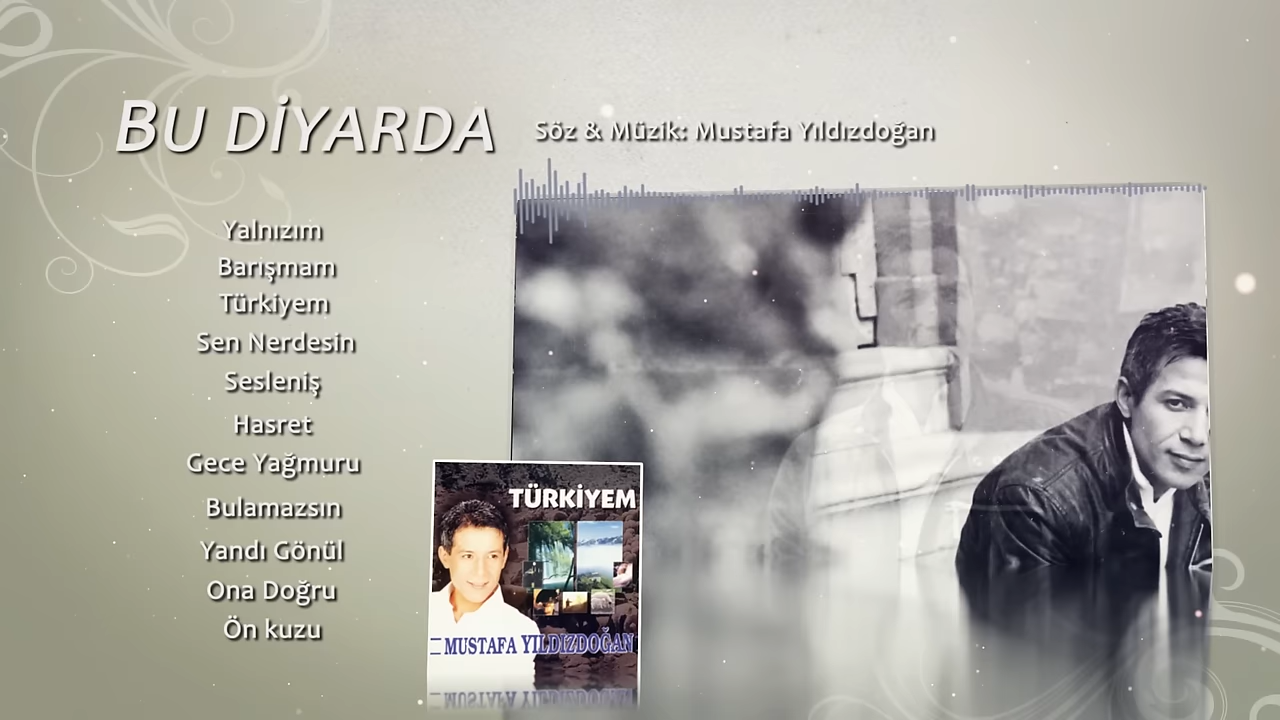 BU DİYARDA
Söz & Müzik: Mustafa Yıldızdoğan
Yalnızım
Barışmam
Türkiyem
Sen Nerdesin
Sesleniş
Hasret
Gece Yağmuru
Bulamazsın
Yandı Gönül
Ona Doğru
Ön kuzu
TÜRKİYEM
MUSTAFA YILDIZDOĞAN